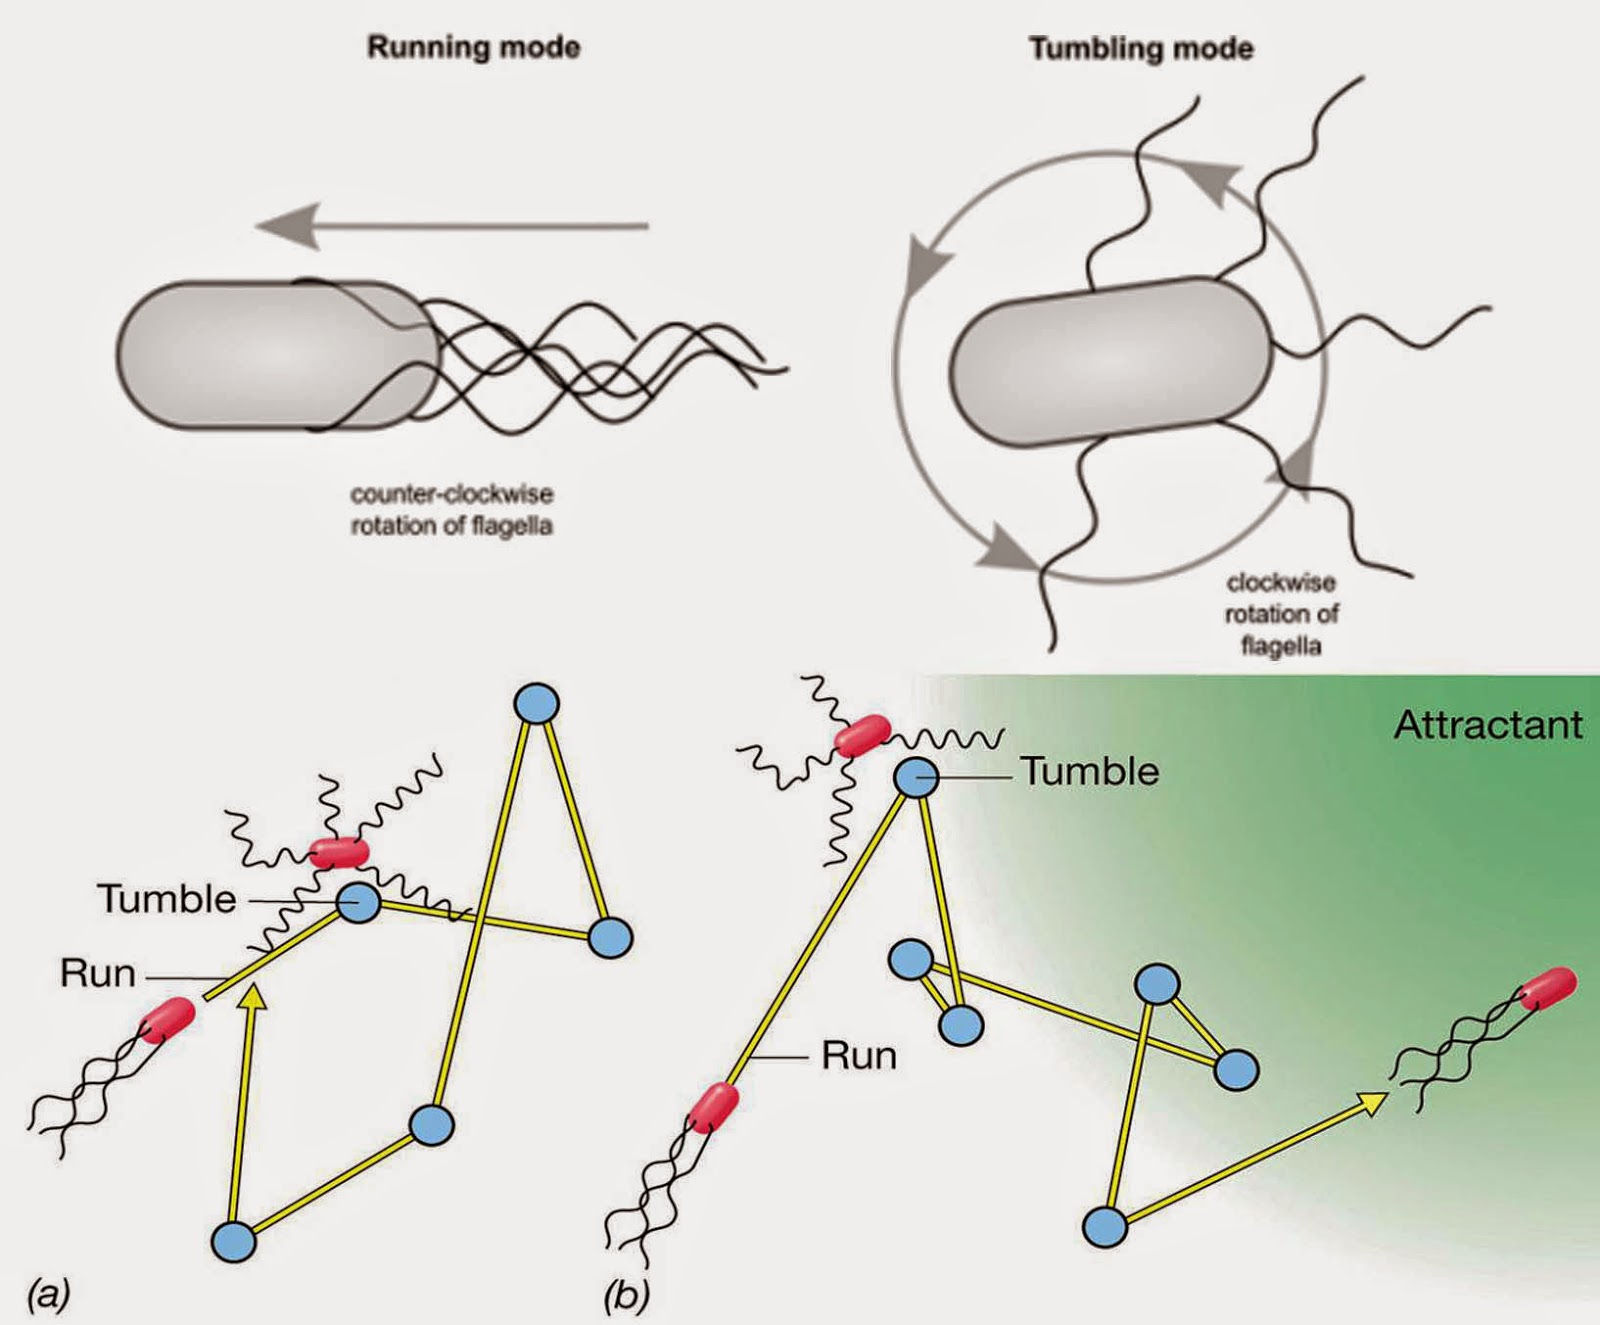 Running mode
Tumbling mode
counter-clockwise
rotation of flagella
clockwise
rotation of
flagella
Attractant
Tumble
Tumble
Run
Run
(a)
(b)